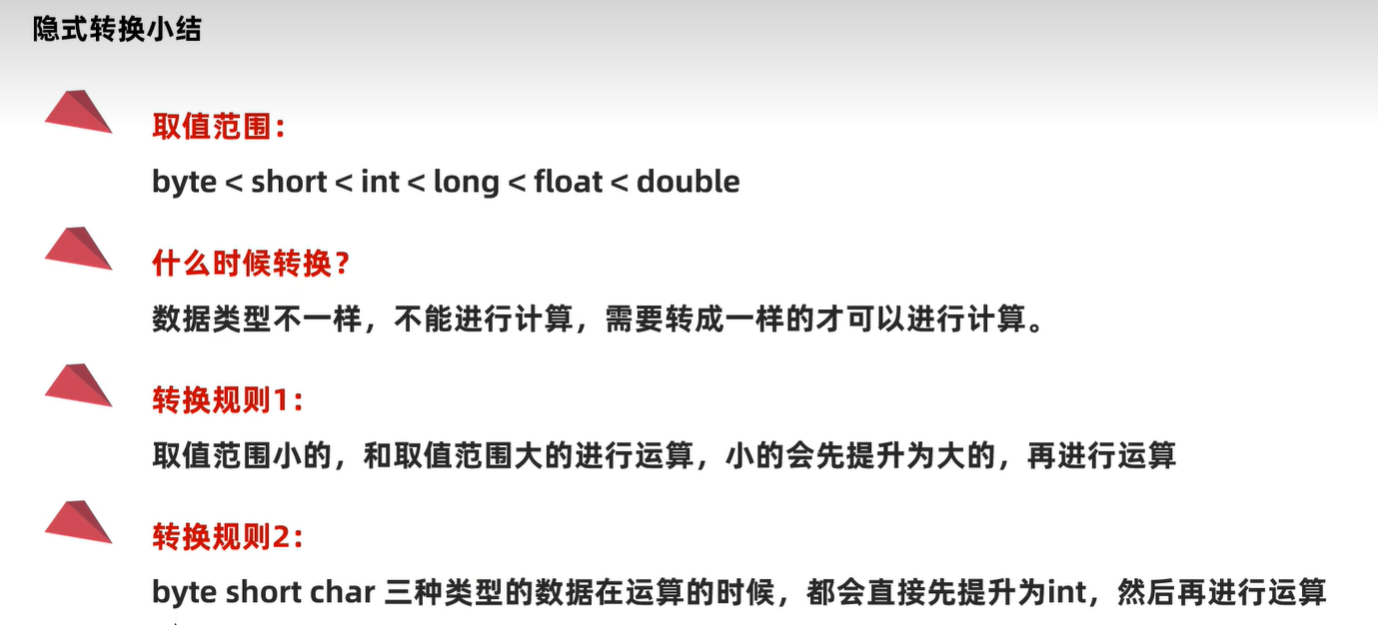 隐式转换小结
取值范围：
byte < short < int < long < float < double
什么时候转换？
数据类型不一样，不能进行计算，需要转成一样的才可以进行计算。
转换规则1：
取值范围小的，和取值范围大的进行运算，小的会先提升为大的，再进行运算
转换规则2：
byte short char 三种类型的数据在运算的时候，都会直接先提升为int，然后再进行运算